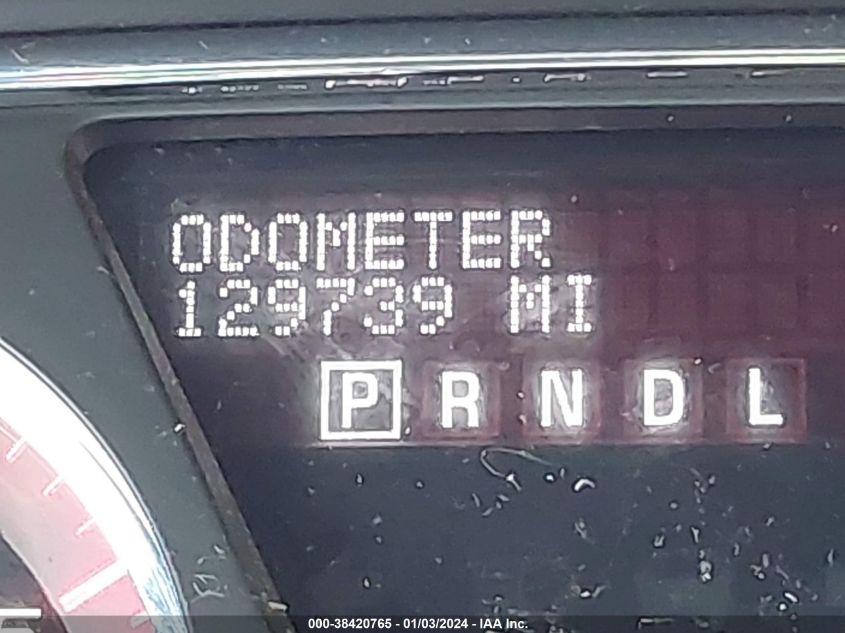 ODOMETER
129739 MI
P R N D L
000-38420765 - 01/03/2024 - IAA Inc.